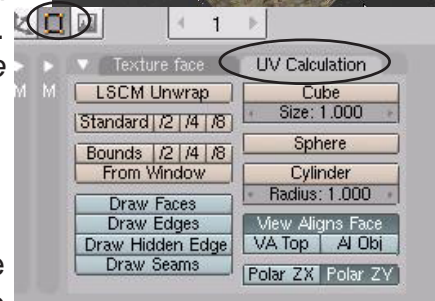 1
e
Texture face UV Calculation
M M
LSCM Unwrap
Standard /2 /4 /8
Bounds /2 /4 /8
From Window
Draw Faces
Draw Edges
Draw Hidden Edge
Draw Seams
Cube
Size: 1.000
Sphere
Cylinder
Radius: 1.000
View Aligns Face
VA Top Al Obj
Polar ZX Polar ZY
e